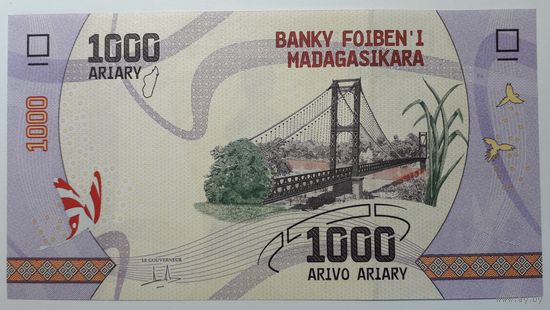 1000
ARIARY
BANKY FOIBEN'I
MADAGASIKARA
1000
LE GOUVERNEUR
1000
ARIVO ARIARY